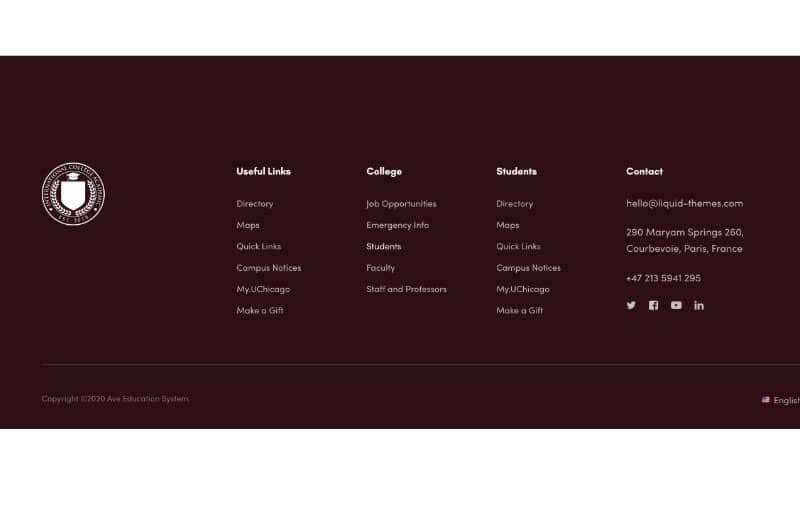 INTERNATIONAL COLLEGE ACADEMIC
Useful Links
Directory
Maps
Quick Links
Campus Notices
My.UChicago
Make a Gift
College
Job Opportunities
Emergency Info
Students
Faculty
Staff and Professors
Students
Directory
Maps
Quick Links
Campus Notices
My.UChicago
Make a Gift
Contact
hello@liquid-themes.com
290 Maryam Springs 260,
Courbevoie, Paris, France
+47 213 5941 295
Copyright ©2020 Ave Education System.
English